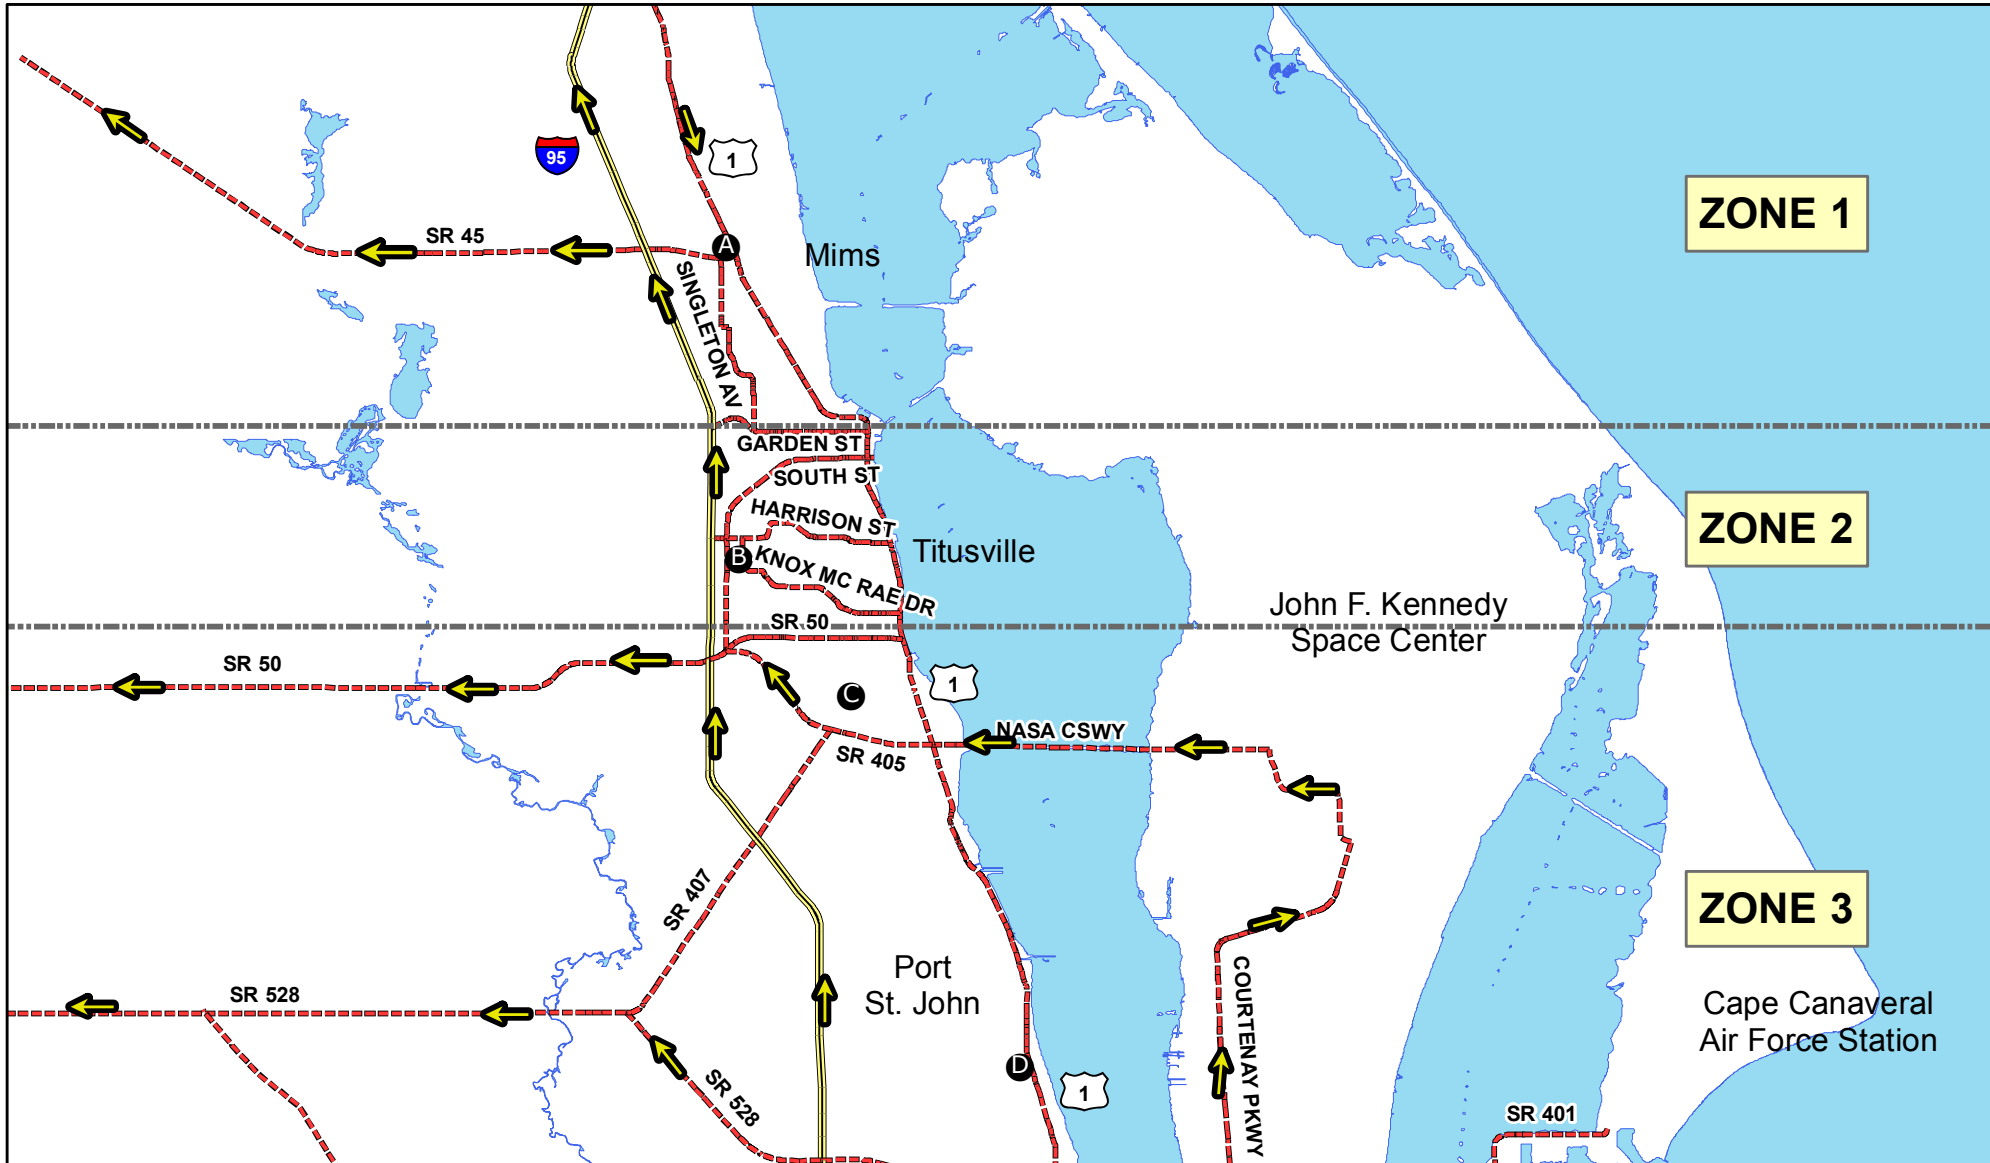 95
1
ZONE 1
SR 45
A
Mims
SINGLETON AV
GARDEN ST
SOUTH ST
HARRISON ST
ZONE 2
B
KNOX MC RAE DR
Titusville
John F. Kennedy
Space Center
SR 50
SR 50
1
C
NASA CSWY
SR 405
SR 407
ZONE 3
Port
St. John
SR 528
COURTENAY PKWY
Cape Canaveral
Air Force Station
D
1
SR 528
SR 401